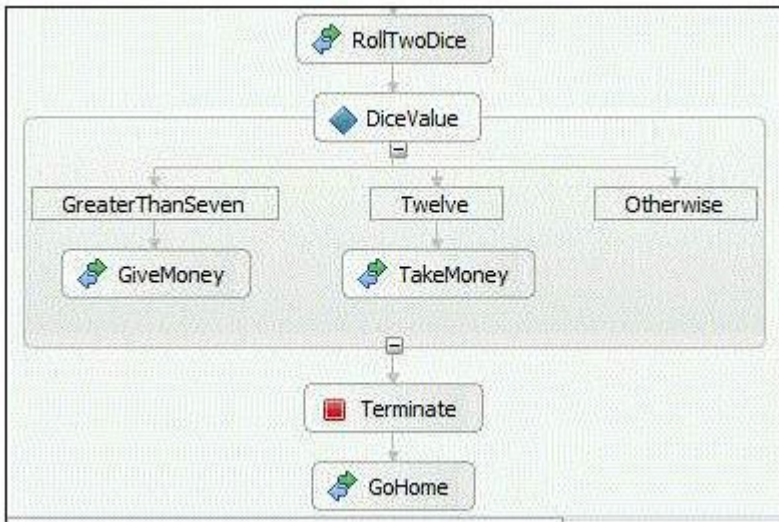 RollTwoDice
DiceValue
GreaterThanSeven Twelve Otherwise
GiveMoney TakeMoney
Terminate
GoHome